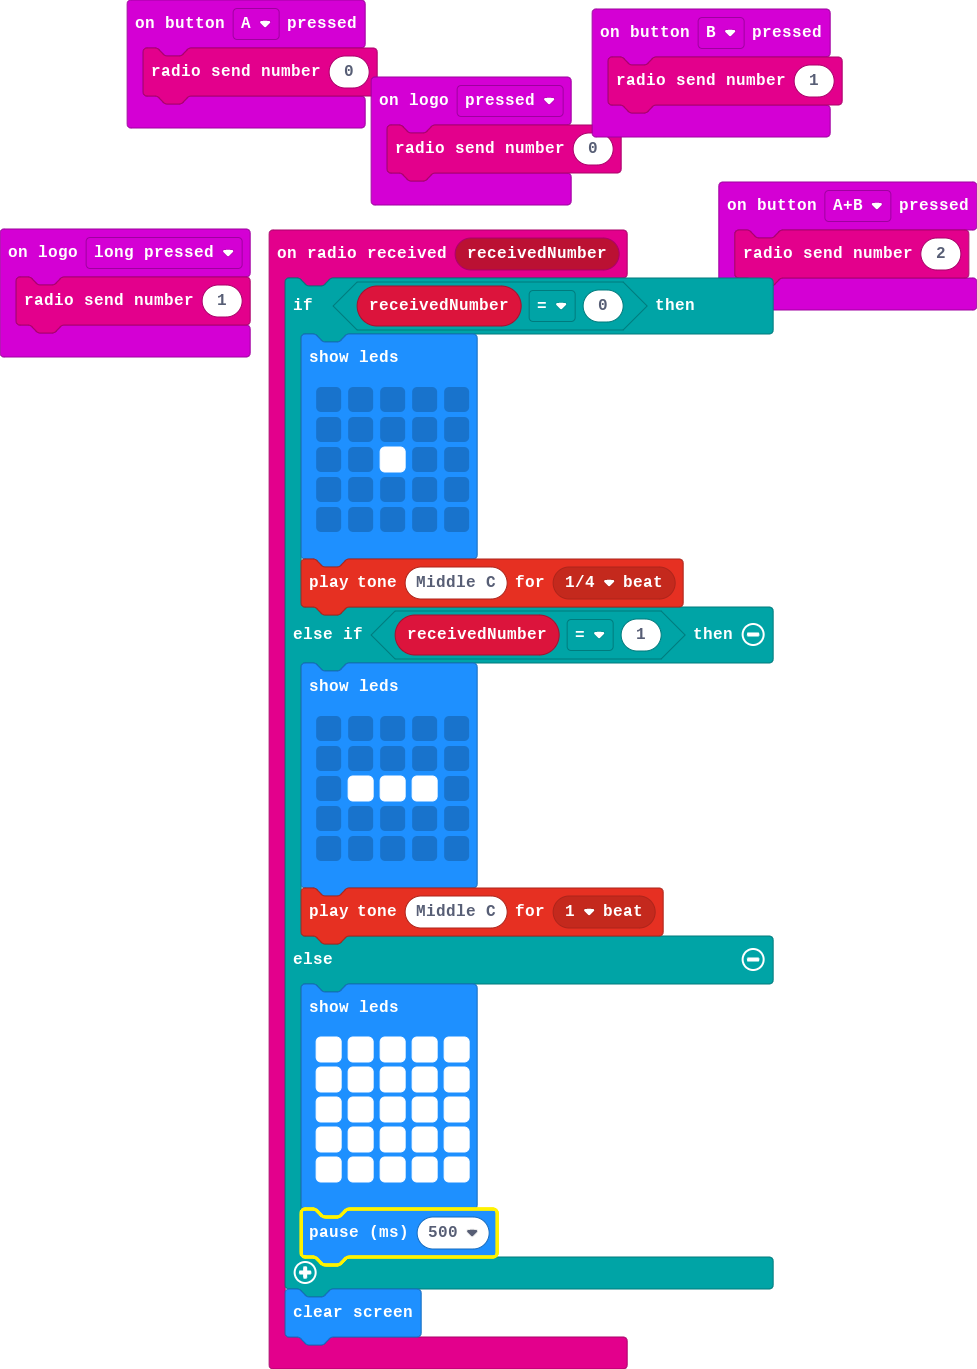 on button A pressed
radio send number 0
on logo pressed
radio send number 0
on button B pressed
radio send number 1
on button A+B pressed
radio send number 2
on logo long pressed
radio send number 1
on radio received receivedNumber
if receivedNumber = 0 then
show leds
play tone Middle C for 1/4 beat
else if receivedNumber = 1 then
show leds
play tone Middle C for 1 beat
else
show leds
pause (ms) 500
clear screen